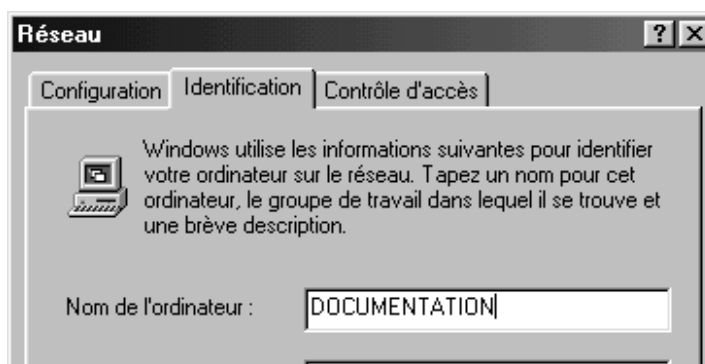 Réseau
Configuration Identification Contrôle d'accès
Windows utilise les informations suivantes pour identifier
votre ordinateur sur le réseau. Tapez un nom pour cet
ordinateur, le groupe de travail dans lequel il se trouve et
une brève description.
Nom de l'ordinateur : DOCUMENTATION